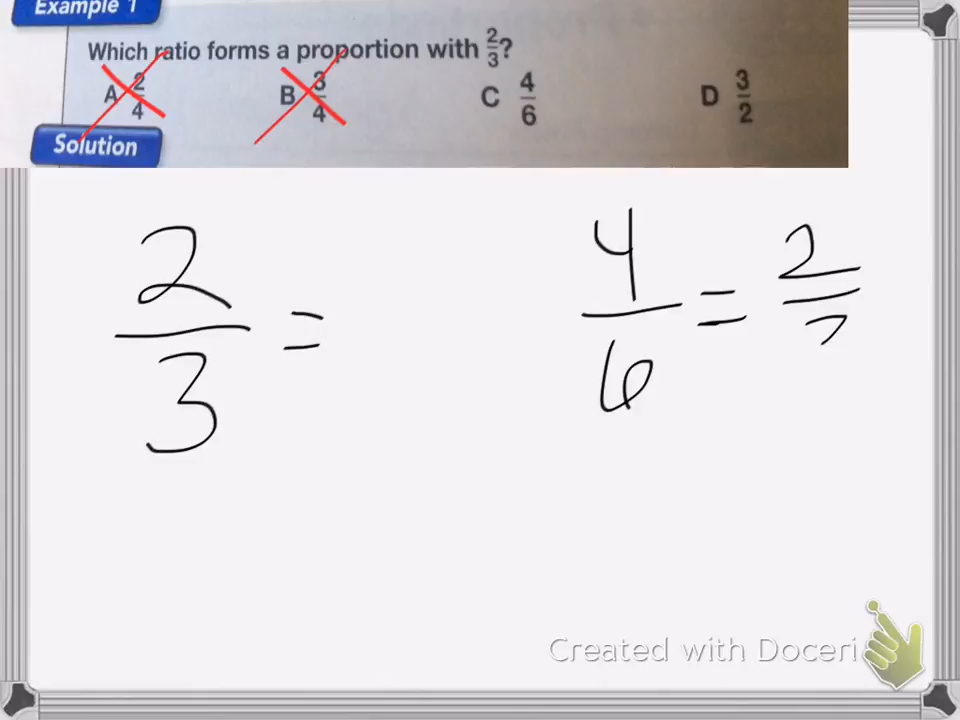 Example 1
Which ratio forms a proportion with 2/3?
A 2/4 B 3/4 C 4/6 D 3/2
Solution
2/3 = 4/6 = 2/
Created with Doceri